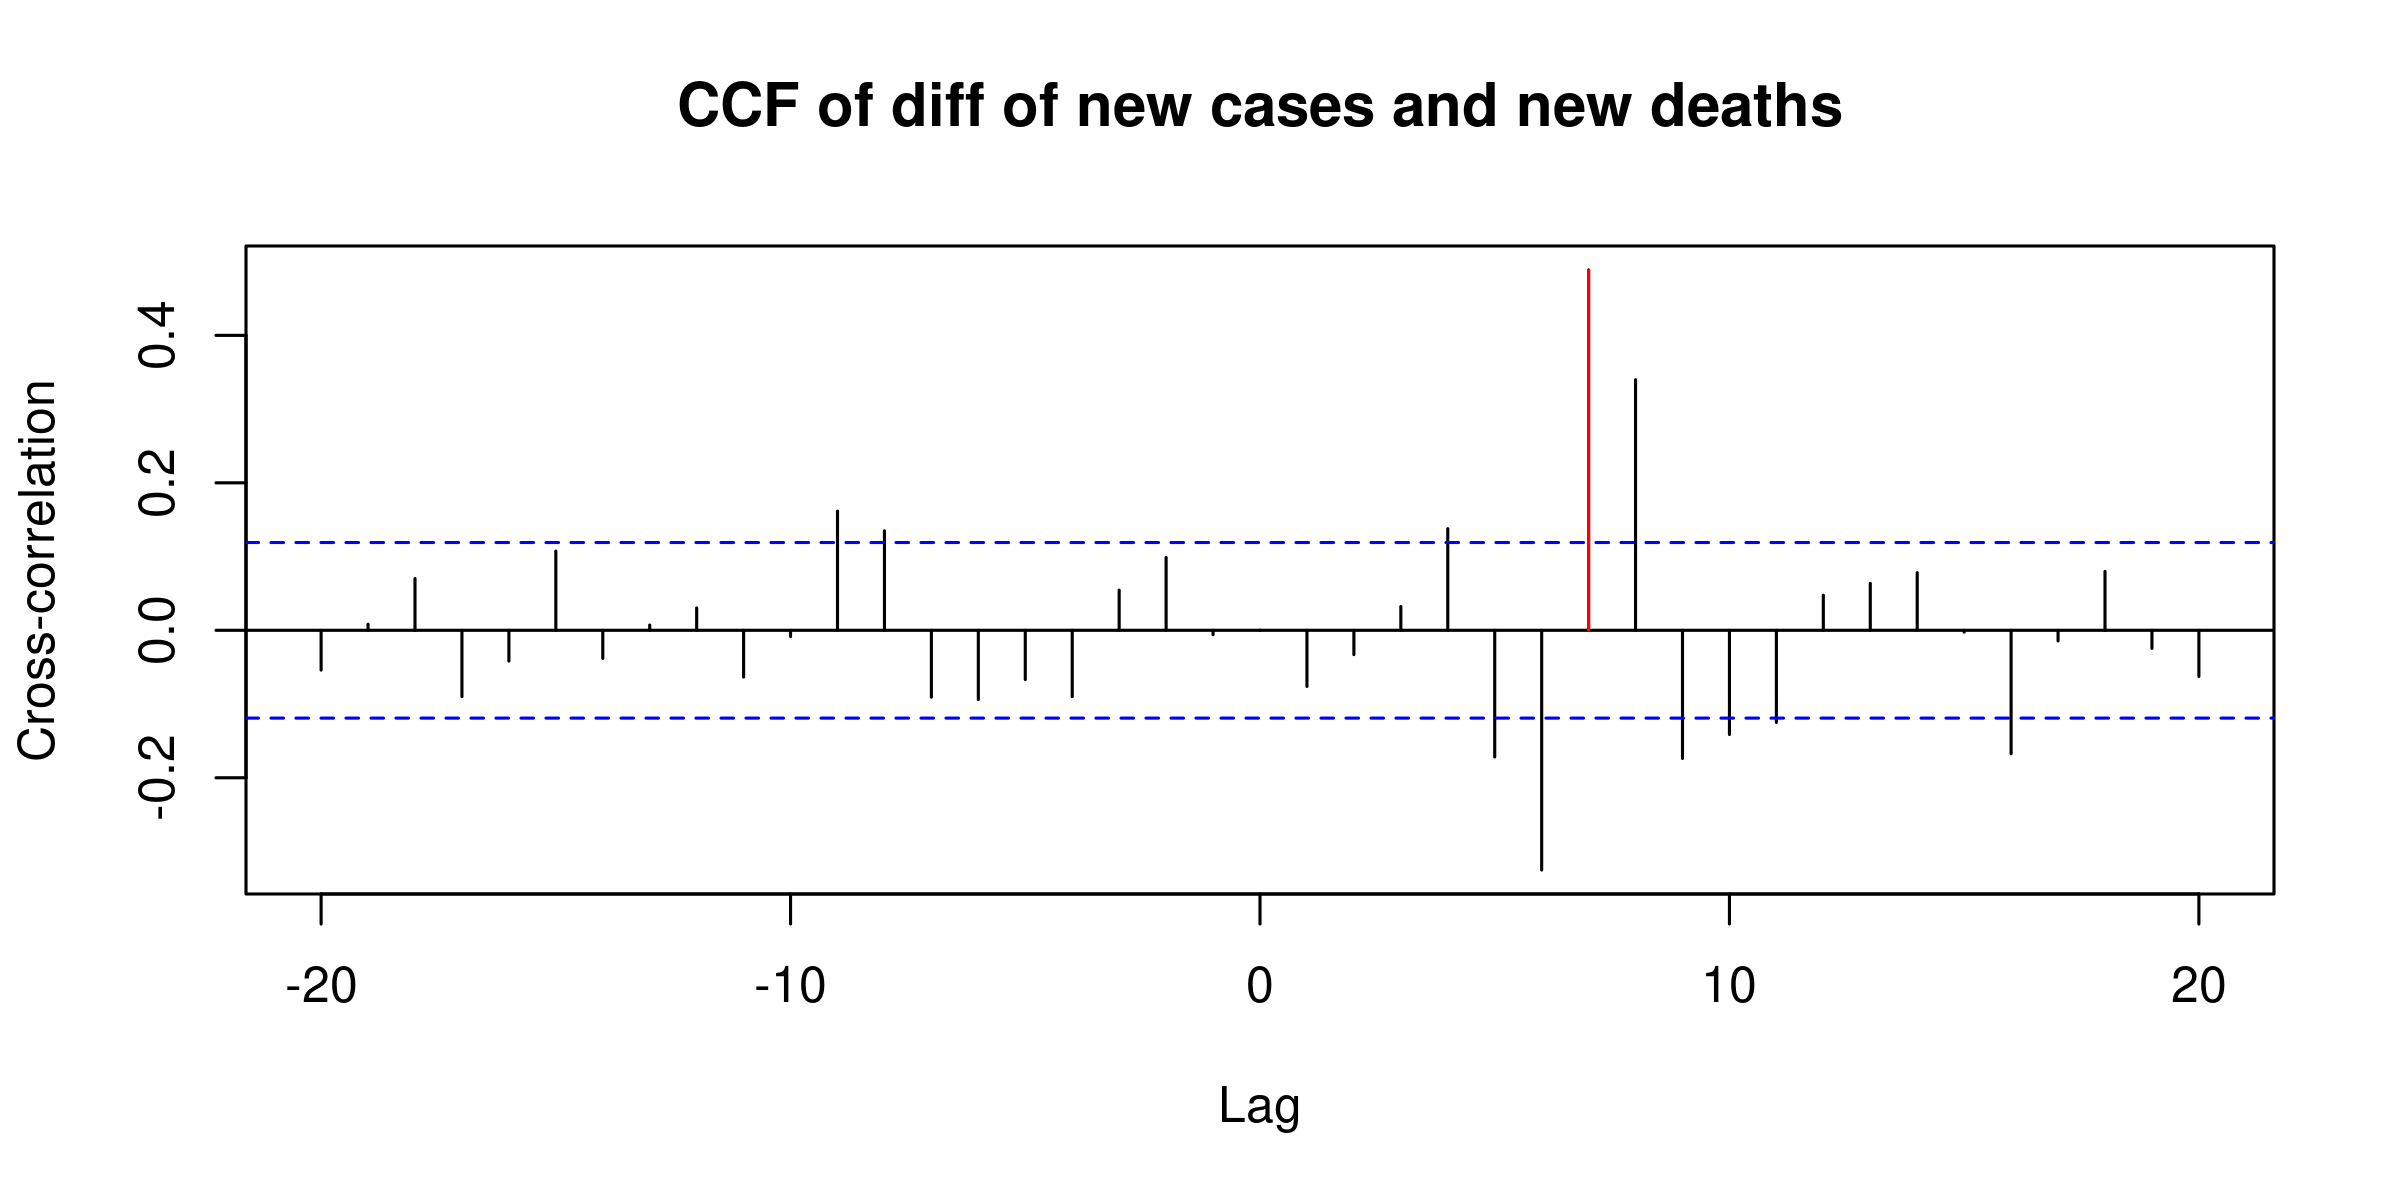 CCF of diff of new cases and new deaths
Cross-correlation
0.4
0.2
0.0
-0.2
-20 -10 0 10 20
Lag